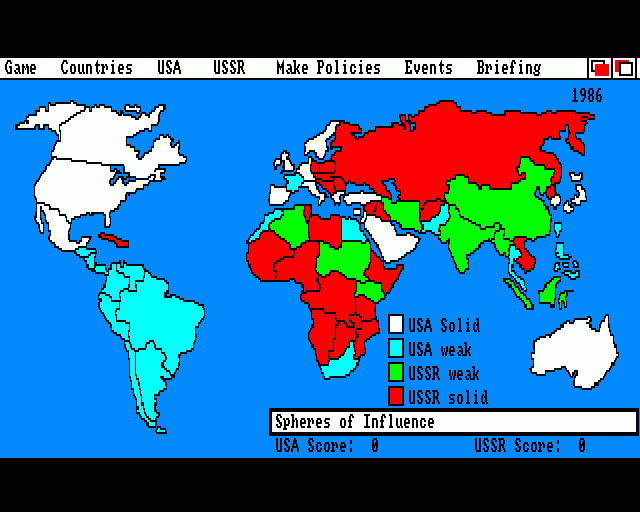 Game Countries USA USSR Make Policies Events Briefing
1986
USA Solid
USA weak
USSR weak
USSR solid
Spheres of Influence
USA Score: 0 USSR Score: 0